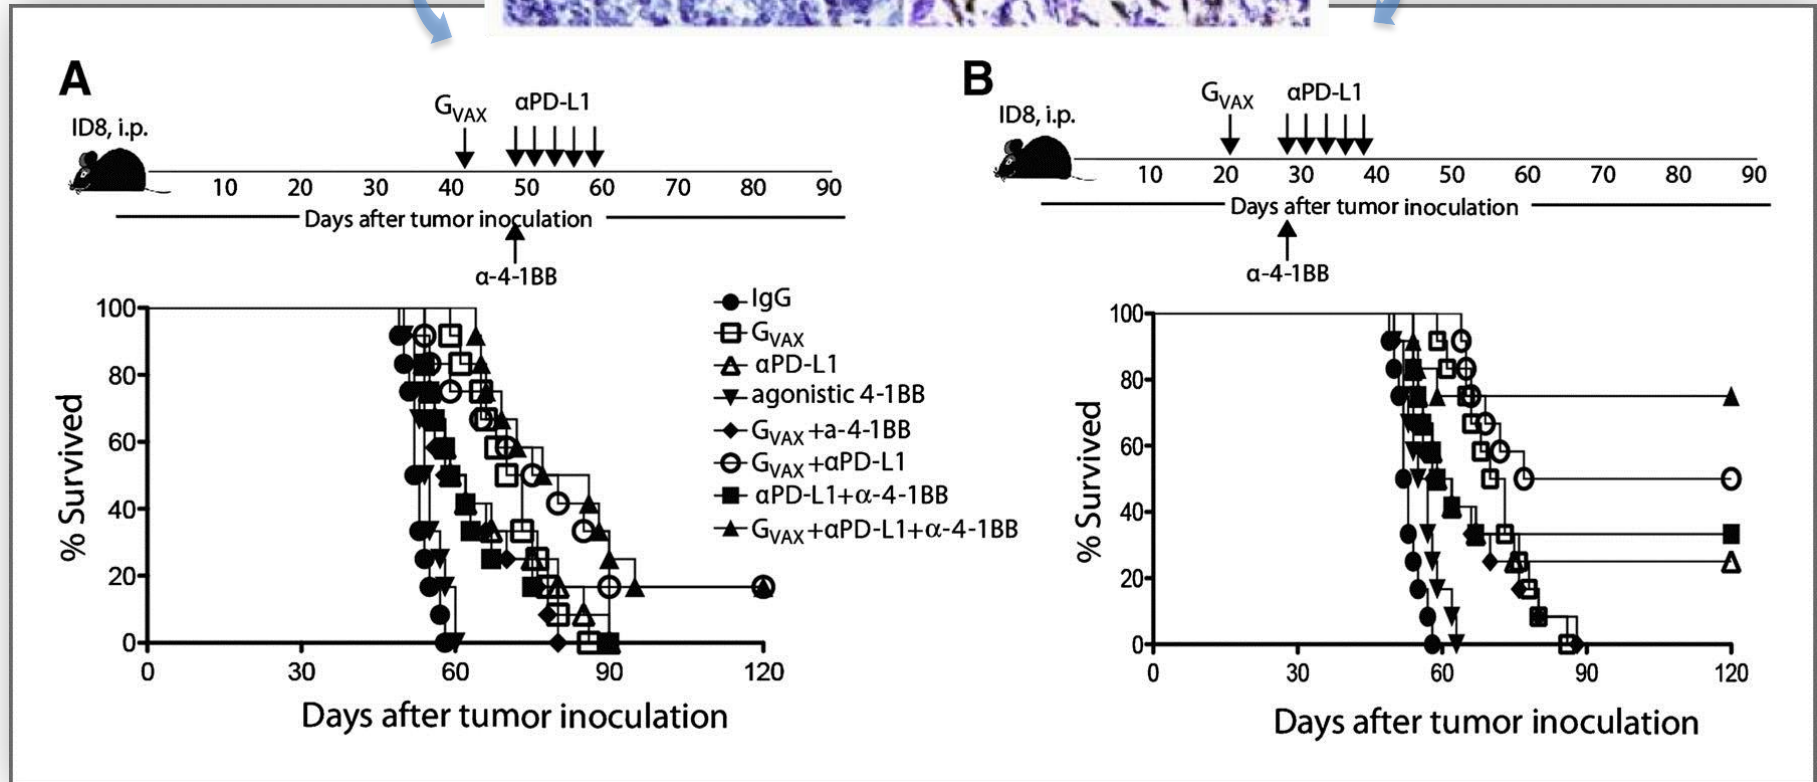 A
ID8, i.p.
GVAX
αPD-L1
10 20 30 40 50 60 70 80 90
Days after tumor inoculation
α-4-1BB
100
80
60
40
20
0
% Survived
0 30 60 90 120
Days after tumor inoculation
IgG
GVAX
αPD-L1
agonistic 4-1BB
GVAX+a-4-1BB
GVAX+αPD-L1
αPD-L1+α-4-1BB
GVAX+αPD-L1+α-4-1BB
B
ID8, i.p.
GVAX
αPD-L1
10 20 30 40 50 60 70 80 90
Days after tumor inoculation
α-4-1BB
100
80
60
40
20
0
% Survived
0 30 60 90 120
Days after tumor inoculation